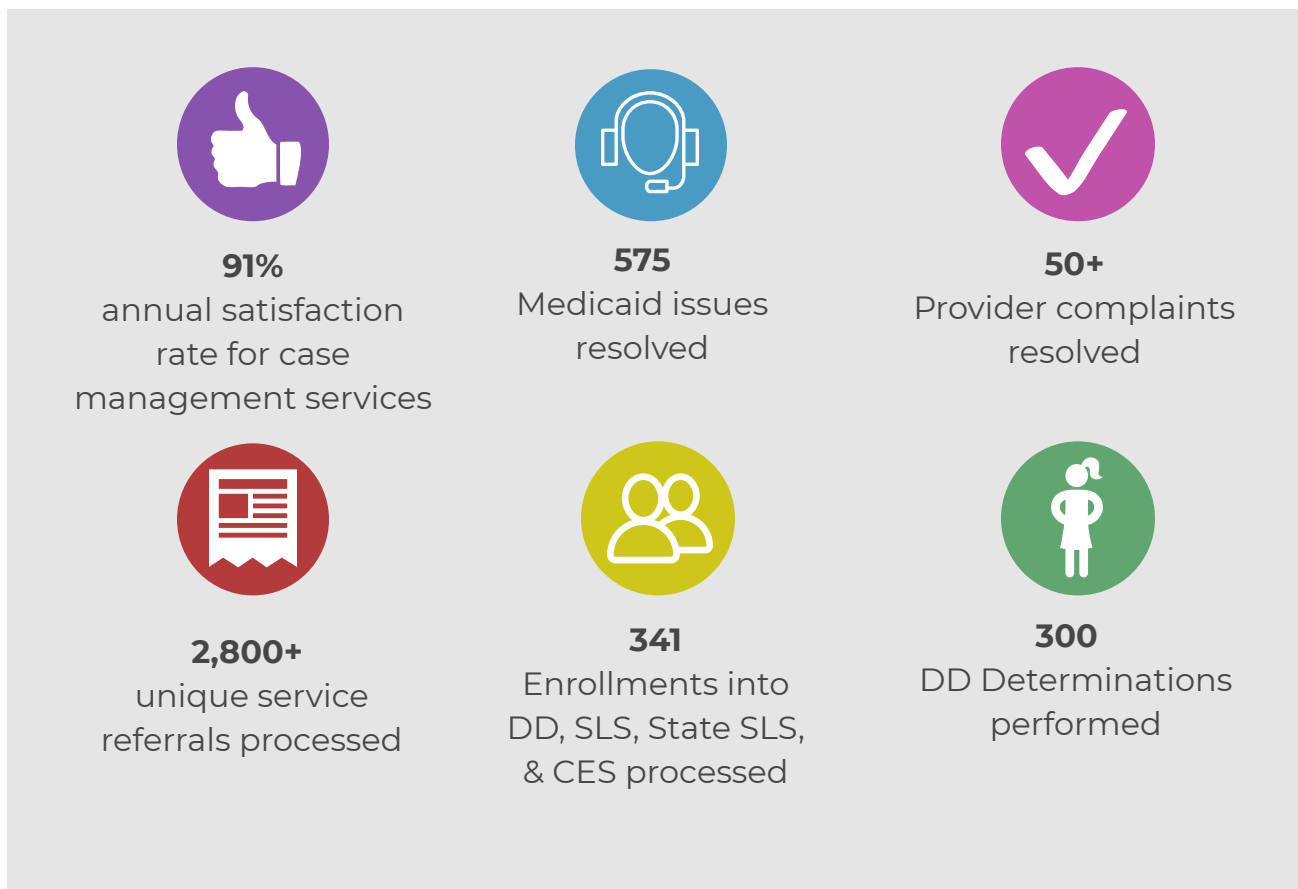 91%
annual satisfaction
rate for case
management services
575
Medicaid issues
resolved
50+
Provider complaints
resolved
2,800+
unique service
referrals processed
341
Enrollments into
DD, SLS, State SLS,
& CES processed
300
DD Determinations
performed